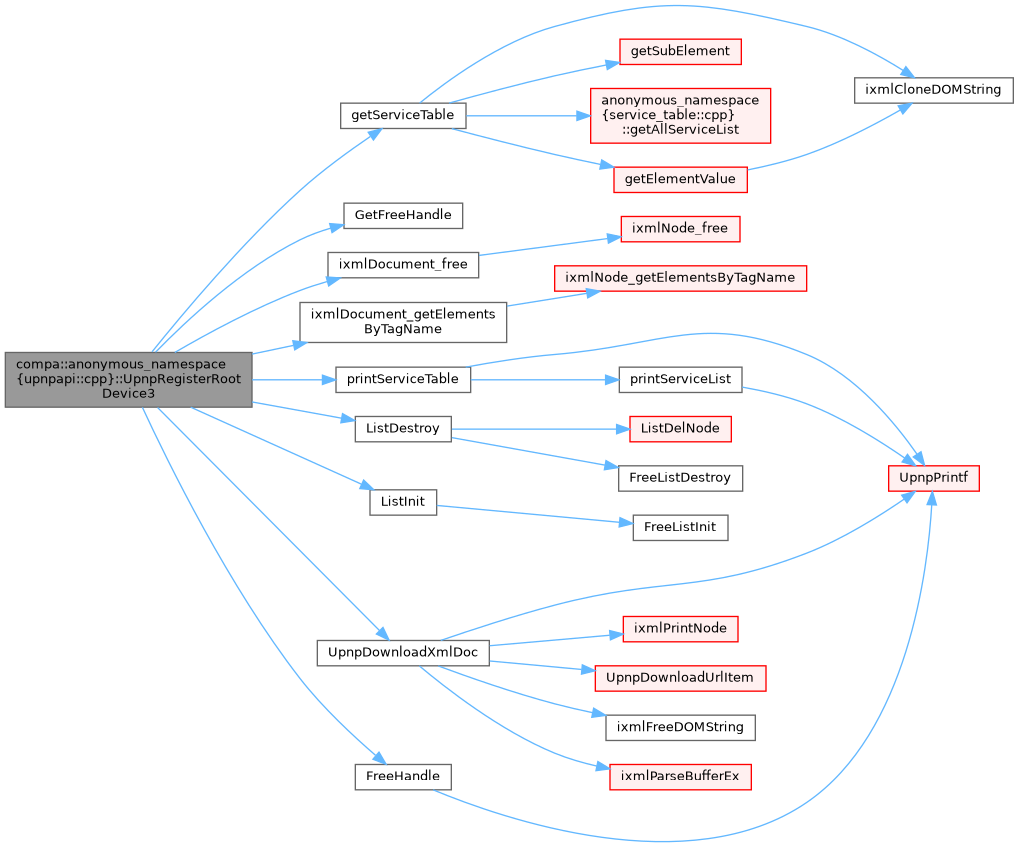 getSubElement
ixmlCloneDOMString
anonymous_namespace
{service_table::cpp}
::getAllServiceList
getServiceTable
getElementValue
GetFreeHandle
ixmlNode_free
ixmlDocument_free
ixmlNode_getElementsByTagName
ixmlDocument_getElements
ByTagName
compa::anonymous_namespace
{upnpapi::cpp}::UpnpRegisterRoot
Device3
printServiceTable
printServiceList
ListDestroy
ListDelNode
FreeListDestroy
UpnpPrintf
ListInit
FreeListInit
ixmlPrintNode
UpnpDownloadXmlDoc
UpnpDownloadUrlItem
ixmlFreeDOMString
FreeHandle
ixmlParseBufferEx